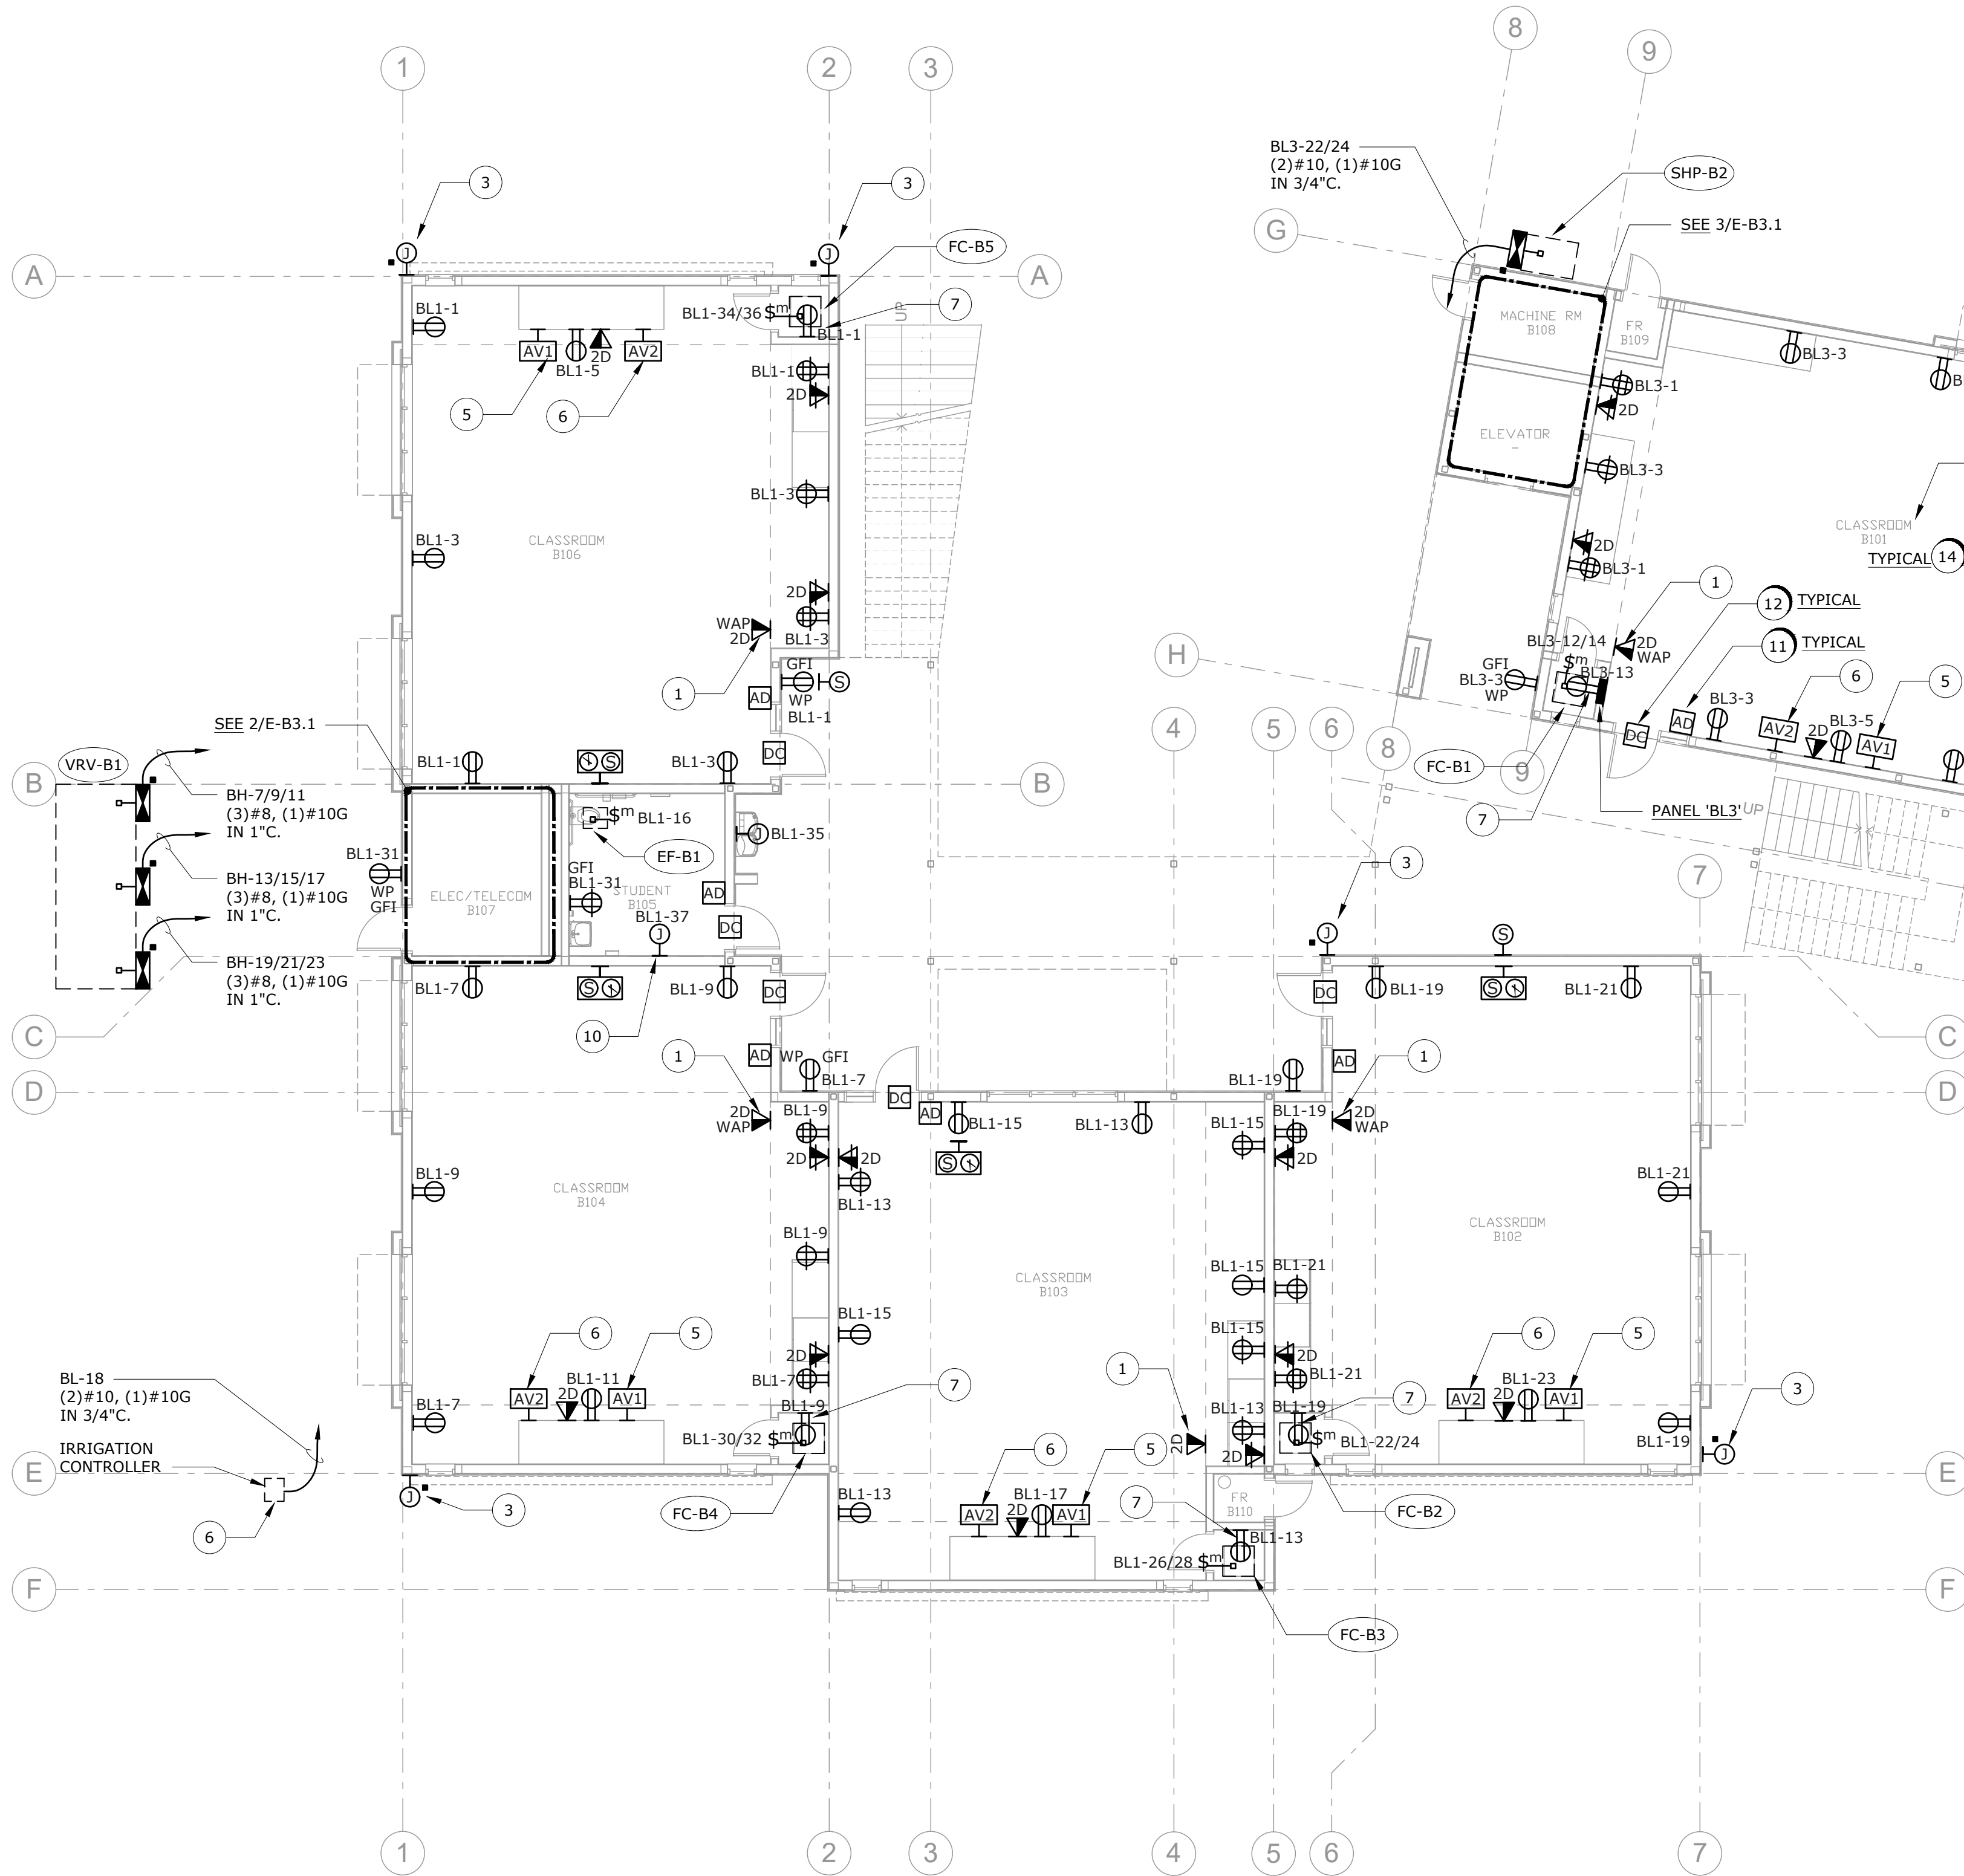 8
9
1
2
3
BL3-22/24
(2)#10, (1)#10G
IN 3/4"C.
SHP-B2
3
3
G
SEE 3/E-B3.1
FC-B5
A
A
7
BL1-1
BL1-34/36 $m
BL1-1
UP
MACHINE RM
B108
FR
B109
BL3-3
AV1
BL1-5
2D
AV2
BL1-1
2D
BL3-1
2D
B
5
6
ELEVATOR
BL3-3
BL1-3
BL1-3
CLASSROOM
B106
CLASSROOM
B101
2D
TYPICAL 14
BL3-1
2D
BL1-3
WAP
2D
12 TYPICAL
1
BL3-12/14
$m
2D
WAP
11 TYPICAL
H
GFI
WP
S
AD
BL1-1
1
GFI
BL3-3
WP
BL3-13
6
5
AD
BL3-3
AV2
2D
BL3-5
AV1
DC
SEE 2/E-B3.1
4
5
6
8
9
FC-B1
VRV-B1
BL1-1
S
BL1-3
DC
B
B
BH-7/9/11
(3)#8, (1)#10G
IN 1"C.
$m
BL1-16
J
BL1-35
7
PANEL 'BL3'
UP
BL1-31
WP
GFI
EF-B1
3
GFI
BL1-31
BH-13/15/17
(3)#8, (1)#10G
IN 1"C.
ELEC/TELECOM
B107
STUDENT
B105
AD
7
DC
BL1-37
J
J
S
BH-19/21/23
(3)#8, (1)#10G
IN 1"C.
BL1-7
S
BL1-9
DC
DC
BL1-19
S
BL1-21
C
C
10
1
AD
WP
GFI
BL1-7
BL1-19
AD
1
D
D
DC
AD
2D
WAP
BL1-9
BL1-15
BL1-13
BL1-15
BL1-19
2D
WAP
2D
2D
S
2D
BL1-9
BL1-13
BL1-21
CLASSROOM
B104
CLASSROOM
B102
BL1-9
BL1-15
BL1-21
CLASSROOM
B103
BL1-15
BL1-15
6
5
6
5
2D
2D
BL-18
(2)#10, (1)#10G
IN 3/4"C.
AV2
2D
BL1-11
AV1
BL1-7
7
1
BL1-21
7
AV2
2D
BL1-23
AV1
3
BL1-7
BL1-9
BL1-13
BL1-19
BL1-30/32 $m
$m
BL1-22/24
BL1-19
J
IRRIGATION
CONTROLLER
6
5
2D
2D
E
E
J
3
FC-B4
BL1-13
AV2
2D
BL1-17
AV1
7
FR
B110
FC-B2
6
BL1-13
BL1-26/28 $m
F
F
FC-B3
1
2
3
4
5
6
7